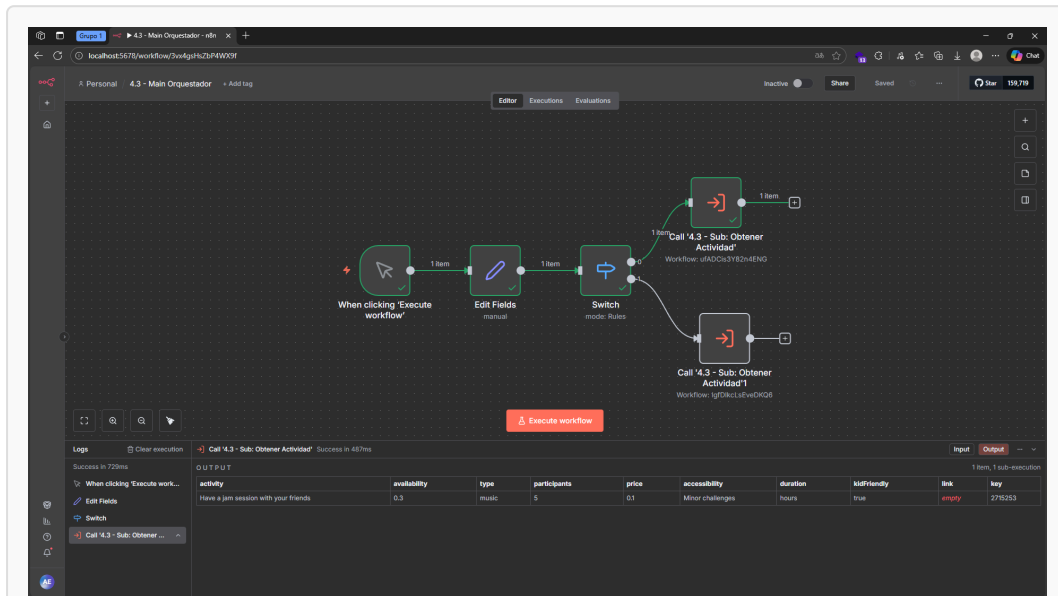 Grupo 1
4.3 - Main Orquestador - n8n
localhost:5678/workflow/3vx4gsHsZbP4WX9f
Chat
Personal / 4.3 - Main Orquestador + Add tag
Inactive
Share
Saved
Star 159,719
Editor Executions Evaluations
1 item
1 item
1 item
1 item
0
1
Call '4.3 - Sub: Obtener
Actividad'
Workflow: ufADCis3Y82n4ENG
When clicking 'Execute
workflow'
Edit Fields
manual
Switch
mode: Rules
Call '4.3 - Sub: Obtener
Actividad'1
Workflow: IgfDlkcLsEveDKQ6
Execute workflow
Logs
Clear execution
Call '4.3 - Sub: Obtener Actividad' Success in 487ms
Input Output
Success in 729ms
OUTPUT
1 item, 1 sub-execution
When clicking 'Execute work...
Edit Fields
Switch
Call '4.3 - Sub: Obtener ...
activity availability type participants price accessibility duration kidFriendly link key
Have a jam session with your friends 0.3 music 5 0.1 Minor challenges hours true empty 2715253
AE